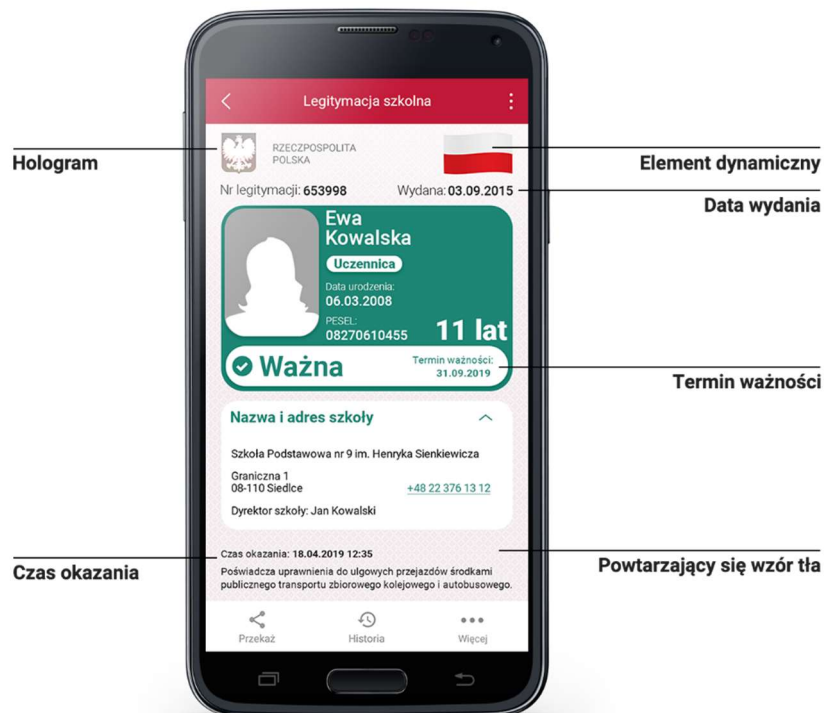 Legitymacja szkolna
RZECZPOSPOLITA
POLSKA
Hologram
Element dynamiczny
Nr legitymacji: 653998
Wydana: 03.09.2015
Data wydania
Ewa
Kowalska
Uczennica
Data urodzenia:
06.03.2008
PESEL:
08270610455
11 lat
Ważna
Termin ważności:
31.09.2019
Termin ważności
Nazwa i adres szkoły
Szkoła Podstawowa nr 9 im. Henryka Sienkiewicza
Graniczna 1
08-110 Siedlce
+48 22 376 13 12
Dyrektor szkoły: Jan Kowalski
Czas okazania: 18.04.2019 12:35
Czas okazania
Powtarzający się wzór tła
Poświadcza uprawnienia do ulgowych przejazdów środkami
publicznego transportu zbiorowego kolejowego i autobusowego.
Przekaż
Historia
Więcej